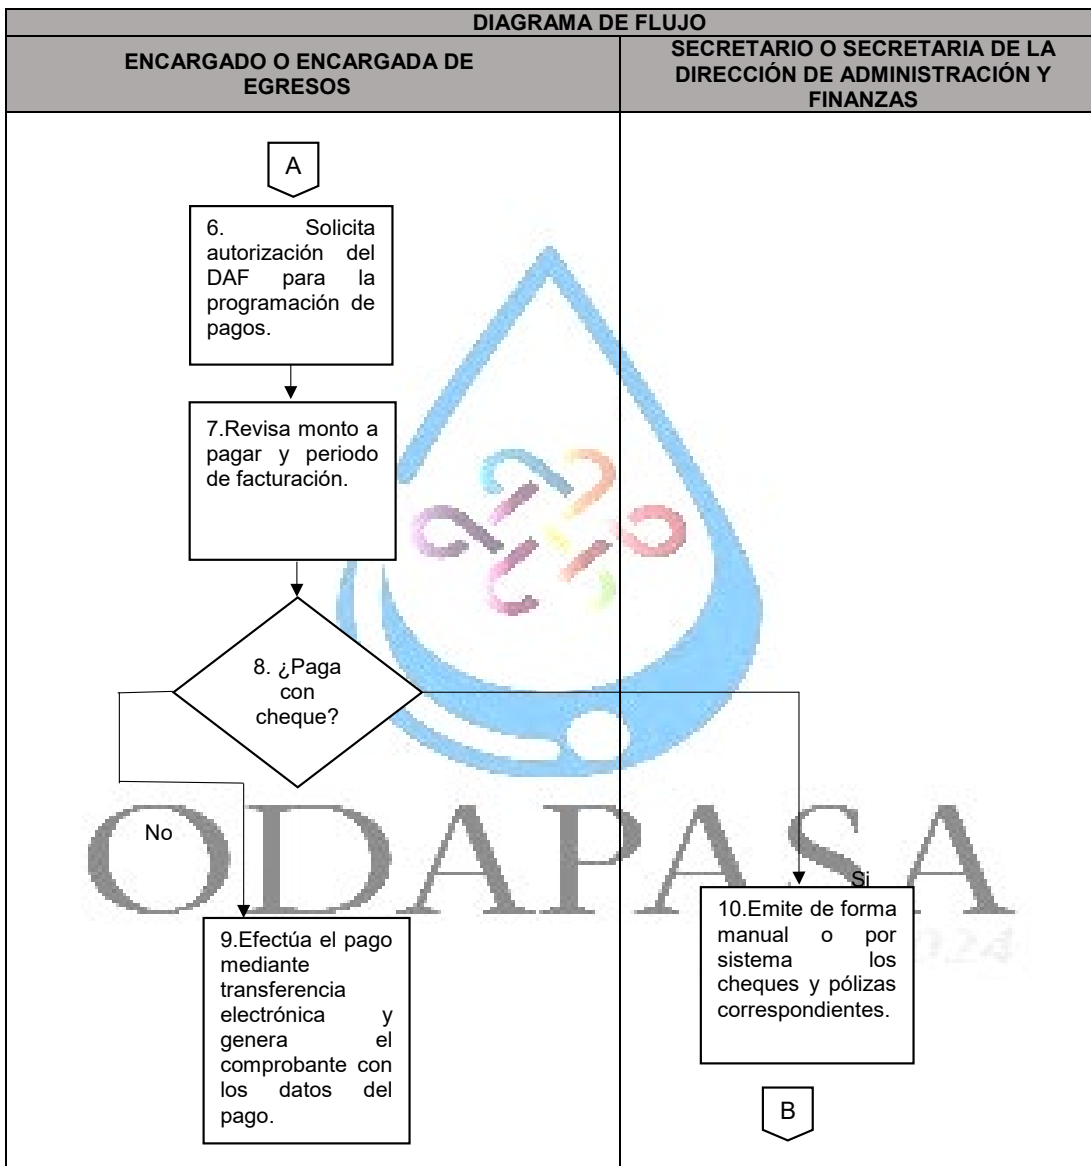 DIAGRAMA DE FLUJO
ENCARGADO O ENCARGADA DE
EGRESOS
SECRETARIO O SECRETARIA DE LA
DIRECCIÓN DE ADMINISTRACIÓN Y
FINANZAS
A
6. Solicita
autorización del
DAF para la
programación de
pagos.
7.Revisa monto a
pagar y periodo
de facturación.
8. ¿Paga
con
cheque?
No
Si
ODAPASA
9.Efectúa el pago
mediante
transferencia
electrónica y
genera el
comprobante con
los datos del
pago.
10.Emite de forma
manual o por
sistema los
cheques y pólizas
correspondientes.
B